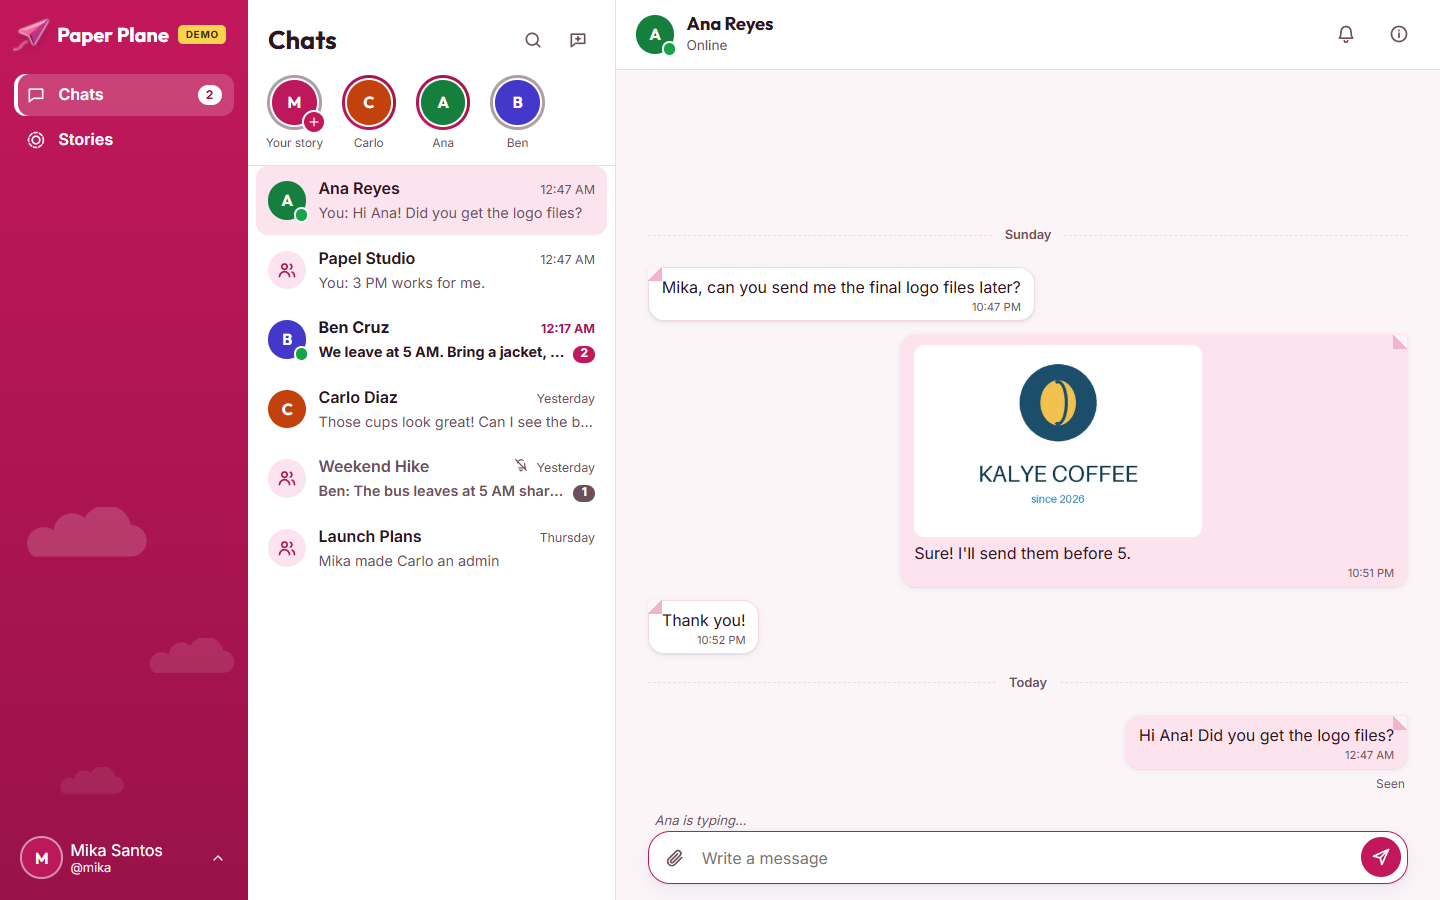 Paper Plane
DEMO
Chats
2
Stories
M
Mika Santos
@mika
Chats
M
C
A
B
Your story
Carlo
Ana
Ben
A
Ana Reyes
12:47 AM
You: Hi Ana! Did you get the logo files?
Papel Studio
12:47 AM
You: 3 PM works for me.
B
Ben Cruz
12:17 AM
We leave at 5 AM. Bring a jacket, ...
2
C
Carlo Diaz
Yesterday
Those cups look great! Can I see the b...
Weekend Hike
Yesterday
Ben: The bus leaves at 5 AM shar...
1
Launch Plans
Thursday
Mika made Carlo an admin
A
Ana Reyes
Online
Sunday
Mika, can you send me the final logo files later?
10:47 PM
KALYE COFFEE
since 2026
Sure! I'll send them before 5.
10:51 PM
Thank you!
10:52 PM
Today
Hi Ana! Did you get the logo files?
12:47 AM
Seen
Ana is typing...
Write a message